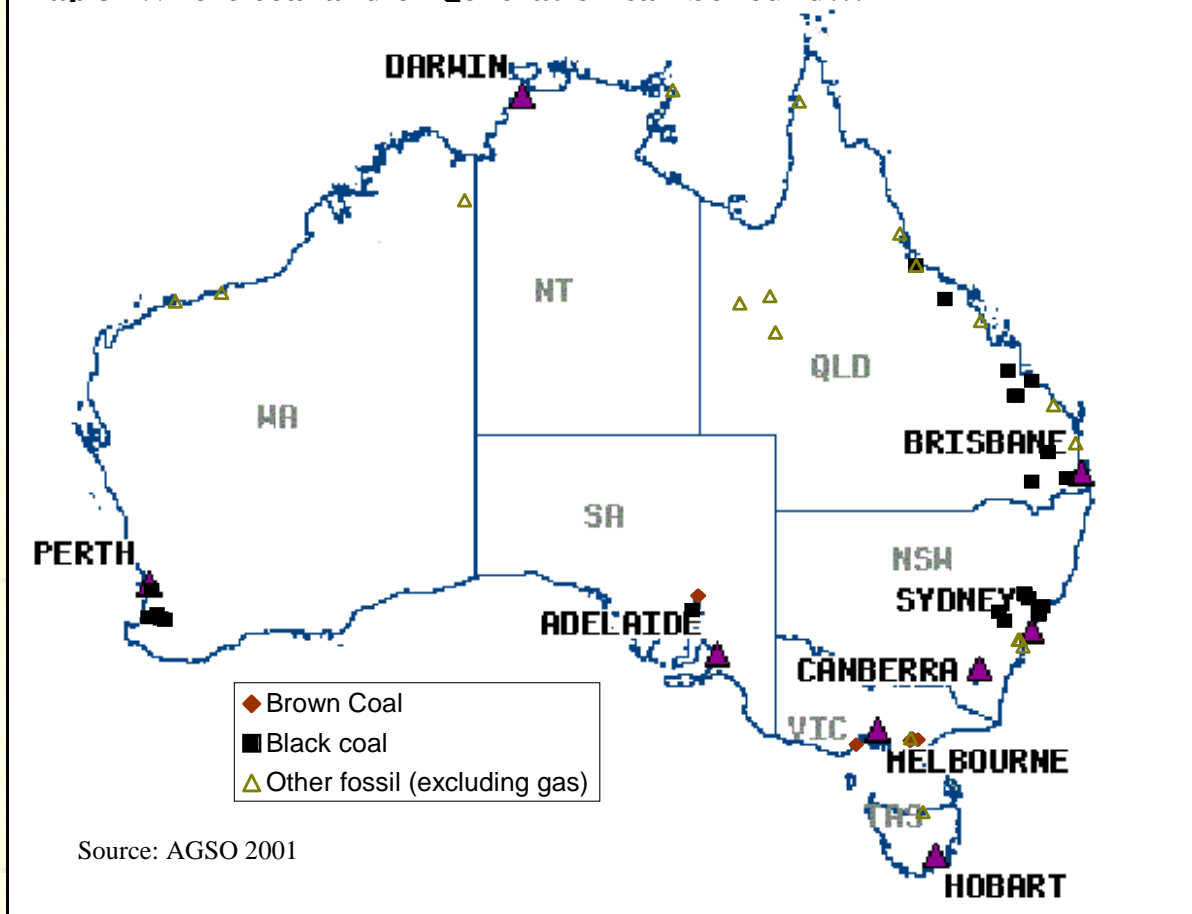 DARWIN
NT
QLD
WA
BRISBANE
SA
PERTH
NSW
SYDNEY
ADELAIDE
CANBERRA
Brown Coal
VIC
Black coal
MELBOURNE
Other fossil (excluding gas)
TAS
Source: AGSO 2001
HOBART